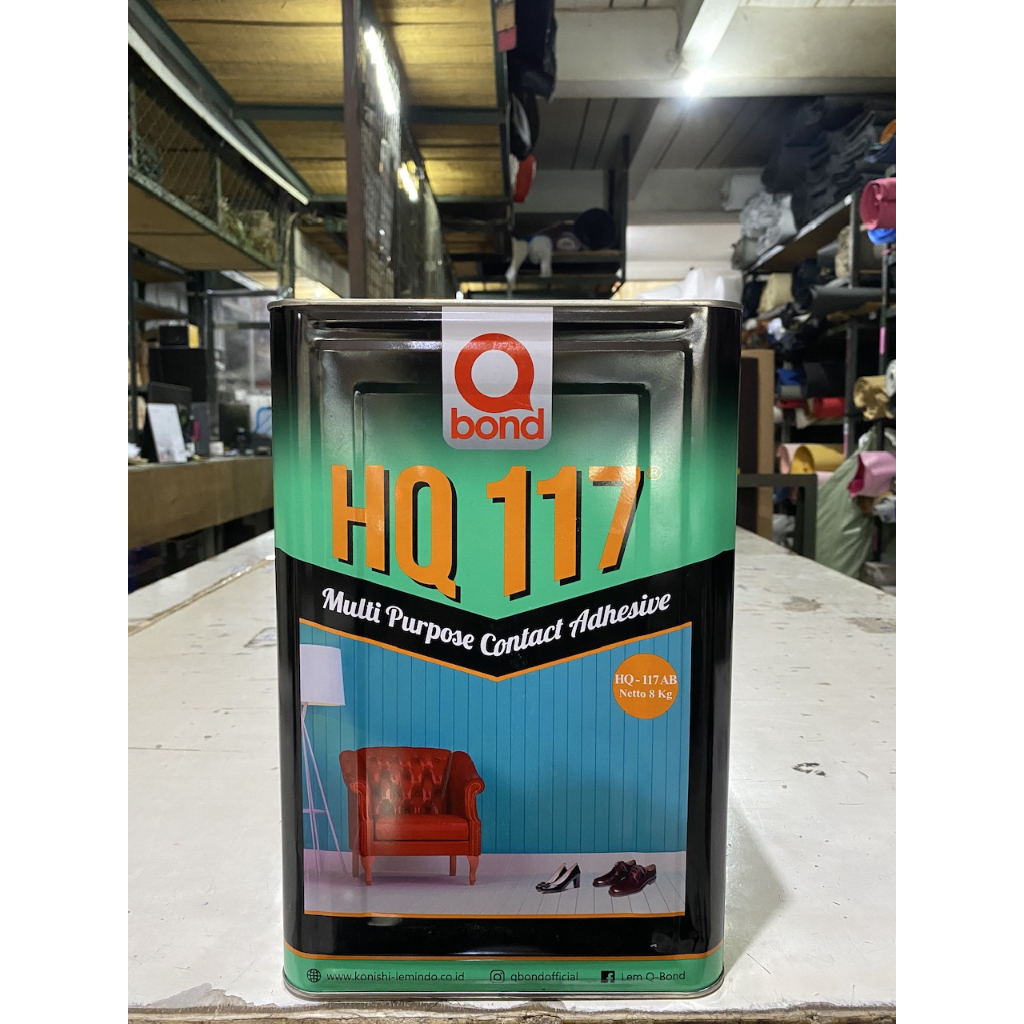 Q
bond
HQ 117®
Multi Purpose Contact Adhesive
HQ - 117 AB
Netto 8 Kg
www.konishi-lemindo.co.id
qbondofficial
Lem Q-Bond